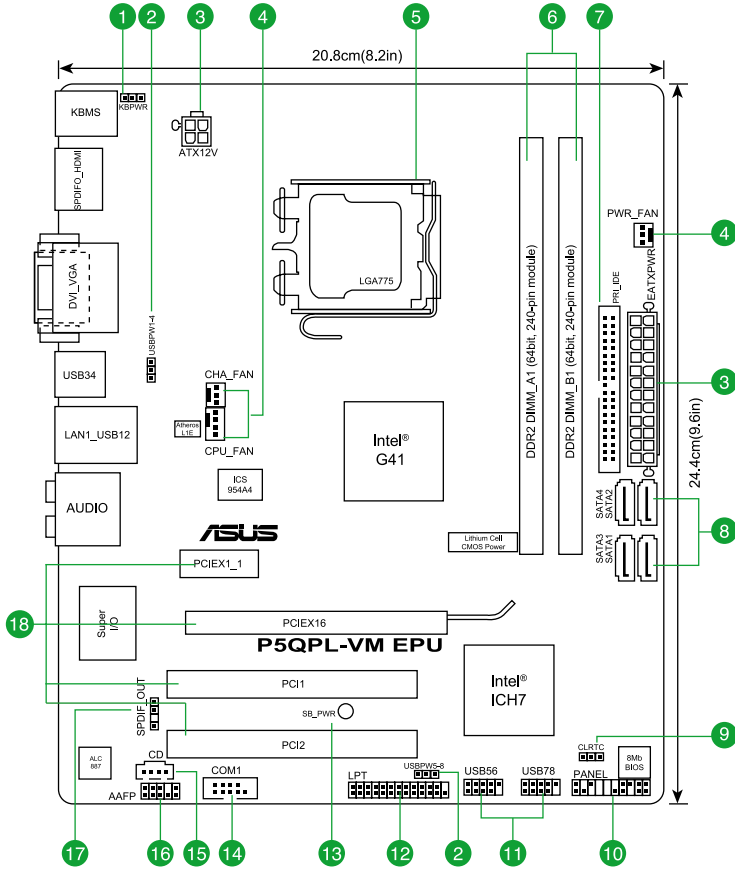 1
2
3
4
5
6
7
20.8cm(8.2in)
KBMS
KBPWR
ATX12V
SPDIFO_HDMI
PWR_FAN
4
DVI_VGA
LGA775
DDR2 DIMM_A1 (64bit, 240-pin module)
DDR2 DIMM_B1 (64bit, 240-pin module)
PRI_IDE
EATXPWR
USBPW1-4
USB34
CHA_FAN
3
24.4cm(9.6in)
LAN1_USB12
Atheros
L1E
CPU_FAN
Intel®
G41
AUDIO
ICS
954A4
SATA4
SATA2
8
ASUS
Lithium Cell
CMOS Power
SATA3
SATA1
PCIEX1_1
18
Super
I/O
PCIEX16
P5QPL-VM EPU
PCI1
Intel®
ICH7
SPDIF_OUT
SB_PWR
17
PCI2
CLRTC
9
ALC
887
CD
COM1
LPT
USBPW5-8
USB56
USB78
PANEL
8Mb
BIOS
AAFP
16
15
14
13
12
2
11
10